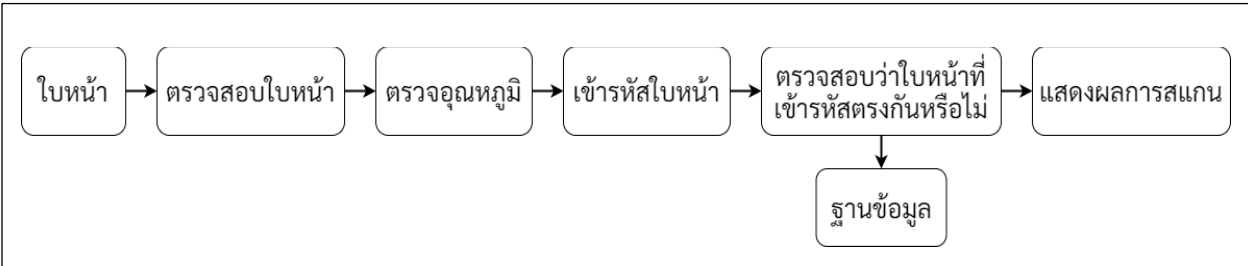 ใบหน้า
ตรวจสอบใบหน้า
ตรวจอุณหภูมิ
เข้ารหัสใบหน้า
ตรวจสอบว่าใบหน้าที่
เข้ารหัสตรงกันหรือไม่
แสดงผลการสแกน
ฐานข้อมูล